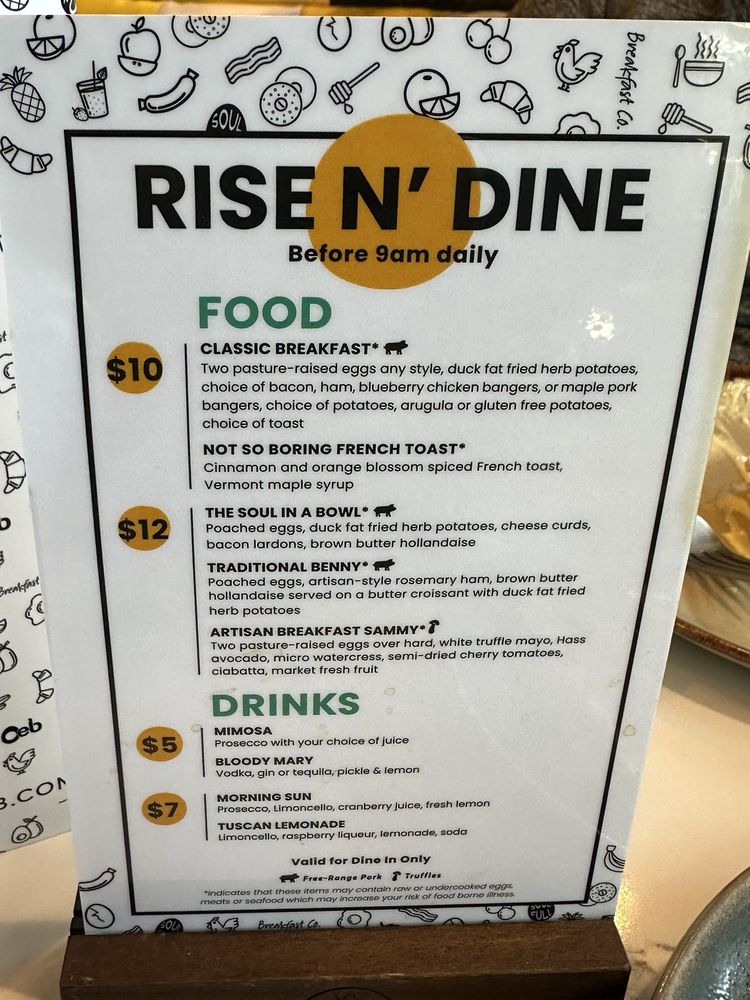 Breakfast Co.
SOUL
RISE N' DINE
Before 9am daily
FOOD
$10
CLASSIC BREAKFAST*
Two pasture-raised eggs any style, duck fat fried herb potatoes,
choice of bacon, ham, blueberry chicken bangers, or maple pork
bangers, choice of potatoes, arugula or gluten free potatoes,
choice of toast
NOT SO BORING FRENCH TOAST*
Cinnamon and orange blossom spiced French toast,
Vermont maple syrup
$12
THE SOUL IN A BOWL*
Poached eggs, duck fat fried herb potatoes, cheese curds,
bacon lardons, brown butter hollandaise
TRADITIONAL BENNY*
Poached eggs, artisan-style rosemary ham, brown butter
hollandaise served on a butter croissant with duck fat fried
herb potatoes
ARTISAN BREAKFAST SAMMY*
Two pasture-raised eggs over hard, white truffle mayo, Hass
avocado, micro watercress, semi-dried cherry tomatoes,
ciabatta, market fresh fruit
DRINKS
$5
MIMOSA
Prosecco with your choice of juice
BLOODY MARY
Vodka, gin or tequila, pickle & lemon
$7
MORNING SUN
Prosecco, Limoncello, cranberry juice, fresh lemon
TUSCAN LEMONADE
Limoncello, raspberry liqueur, lemonade, soda
Valid for Dine In Only
Free-Range Pork Truffles
*Indicates that these items may contain raw or undercooked eggs,
meats or seafood which may increase your risk of food borne illness.
SOUL
Breakfast Co.
FULL
Breakfast
Oeb
B.CO